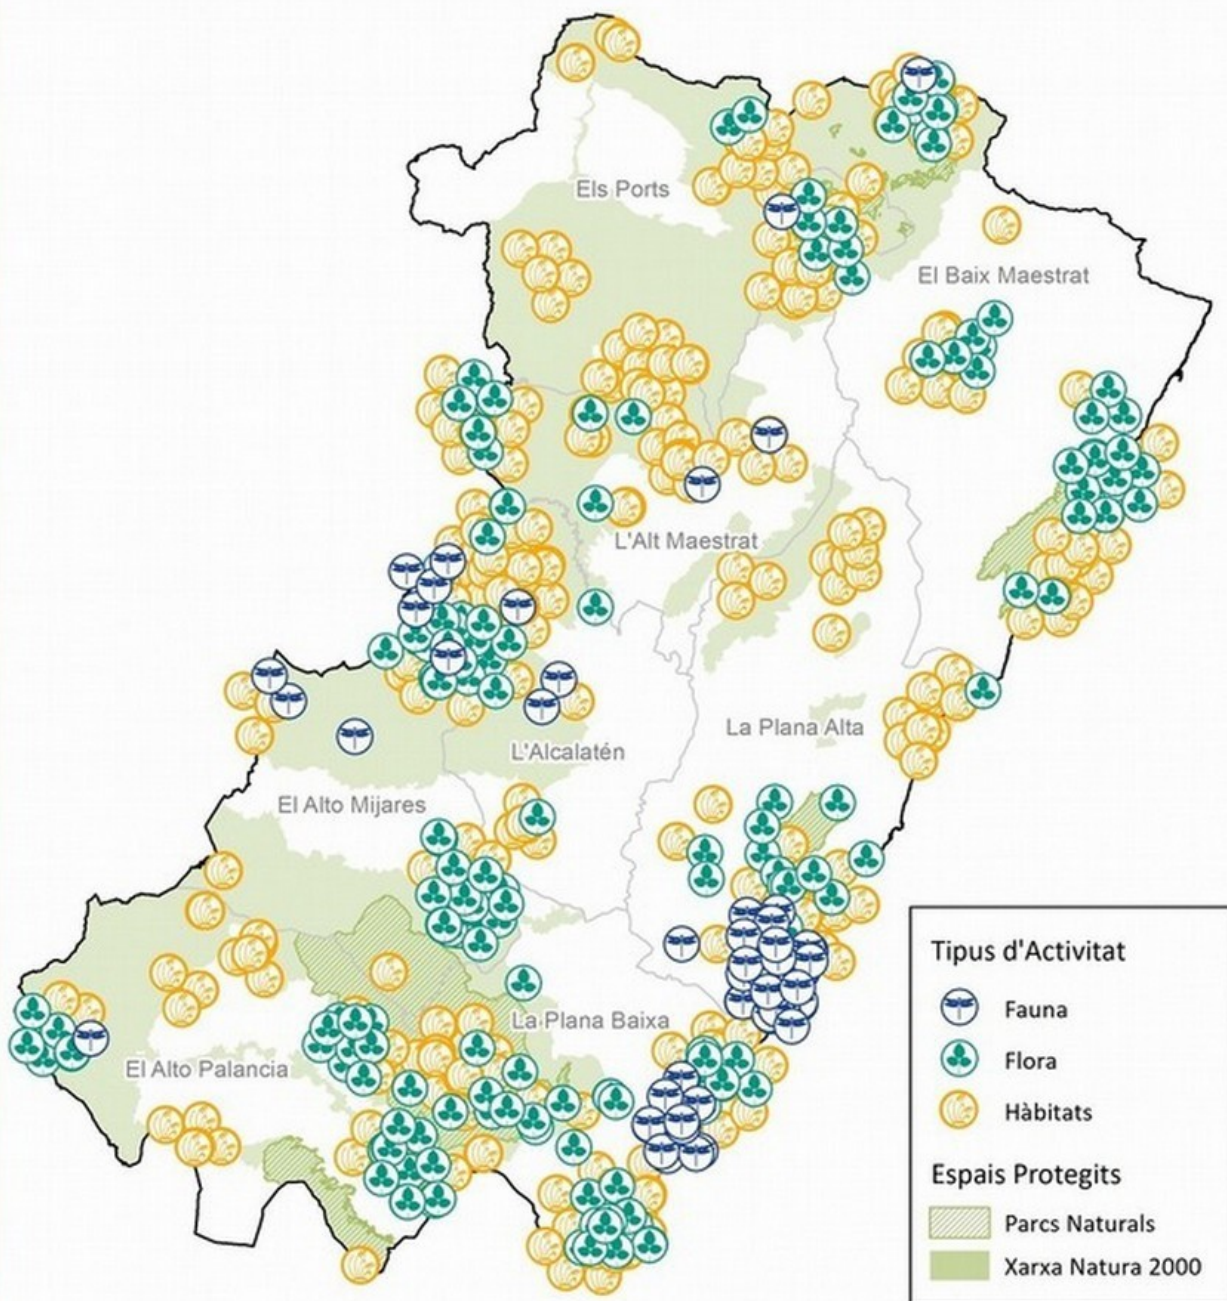 Els Ports
El Baix Maestrat
L'Alt Maestrat
La Plana Alta
L'Alcalatén
El Alto Mijares
La Plana Baixa
El Alto Palancia
Tipus d'Activitat
Fauna
Flora
Hàbitats
Espais Protegits
Parcs Naturals
Xarxa Natura 2000